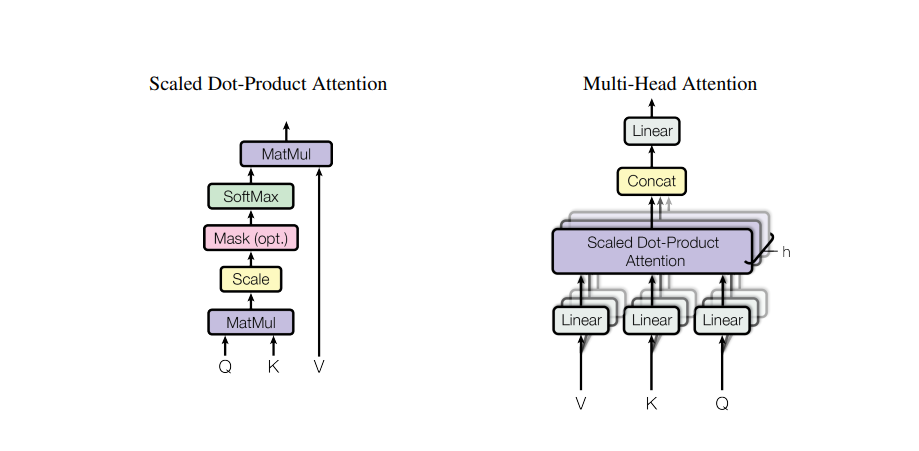 Scaled Dot-Product Attention
MatMul
SoftMax
Mask (opt.)
Scale
MatMul
Q K V
Multi-Head Attention
Linear
Concat
Scaled Dot-Product
Attention
h
Linear Linear Linear
V K Q